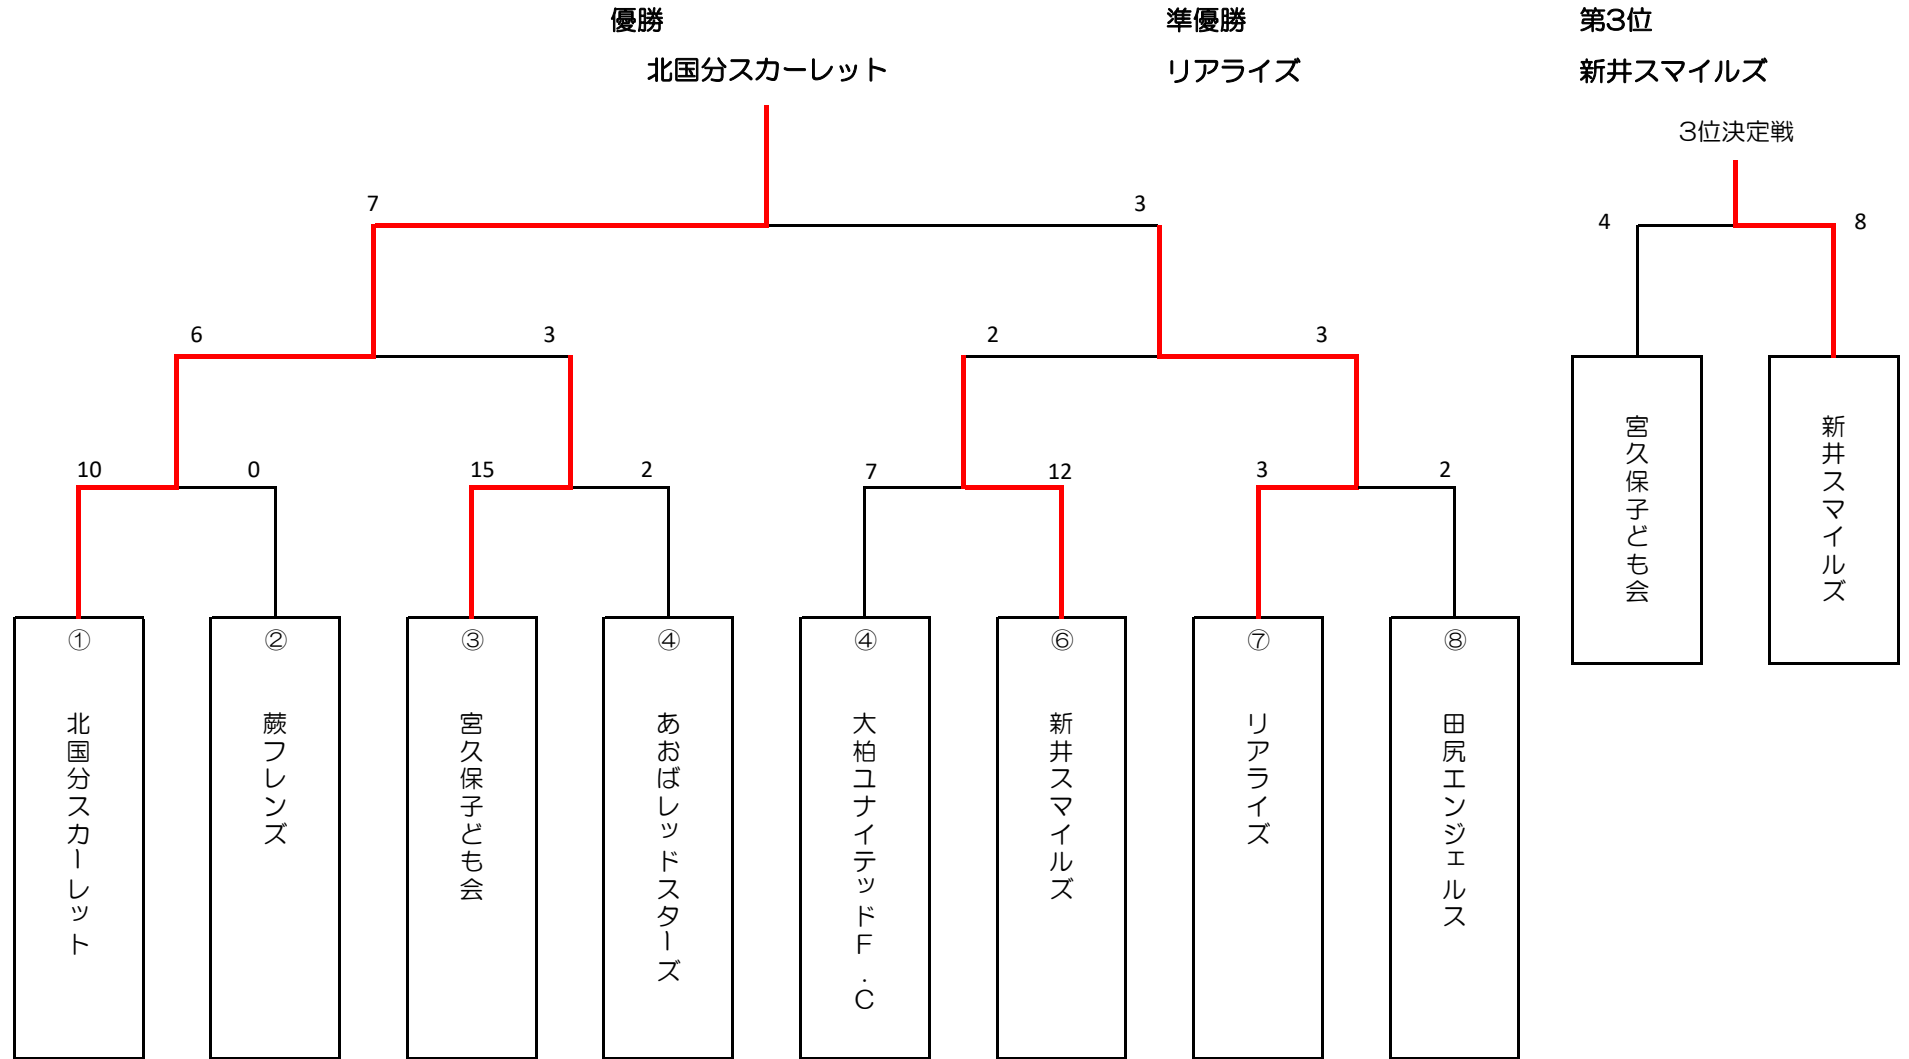 優勝
準優勝
第3位
北国分スカーレット
リアライズ
新井スマイルズ
3位決定戦
7
3
4
8
6
3
2
3
10
0
15
2
7
12
3
2
①
北国分スカーレット
②
蕨フレンズ
③
宮久保子ども会
④
あおばレッドスターズ
④
大柏ユナイテッドF.C
⑥
新井スマイルズ
⑦
リアライズ
⑧
田尻エンジェルス
宮久保子ども会
新井スマイルズ